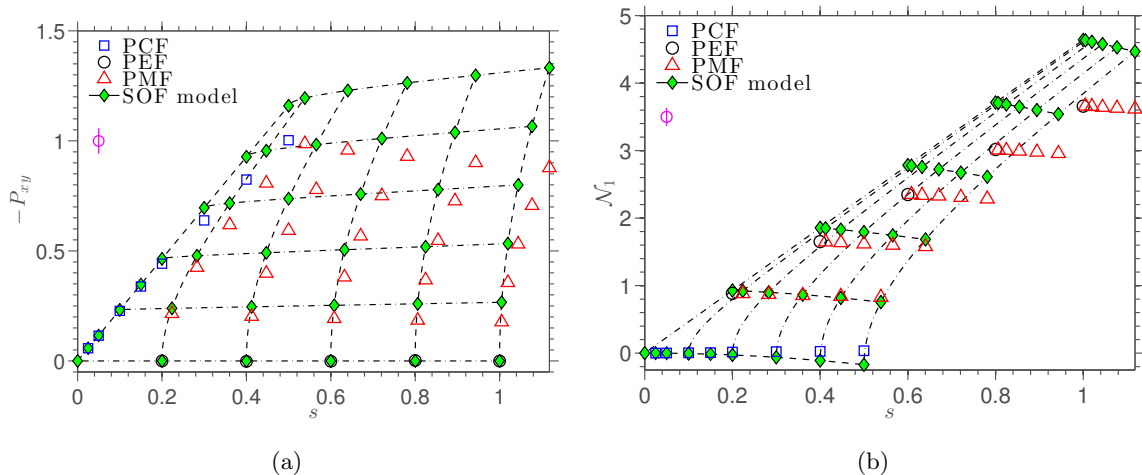 1.5
1
0.5
0
−P_xy
PCF
PEF
PMF
SOF model
0 0.2 0.4 0.6 0.8 1
s
(a)
5
4
3
2
1
0
𝒩_1
PCF
PEF
PMF
SOF model
0 0.2 0.4 0.6 0.8 1
s
(b)